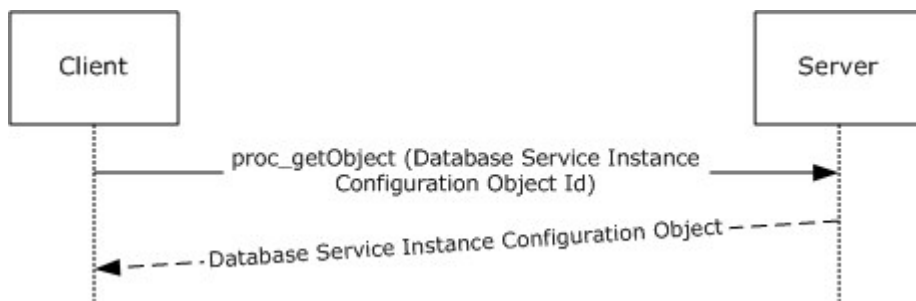 Client
Server
proc_getObject (Database Service Instance
Configuration Object Id)
Database Service Instance Configuration Object